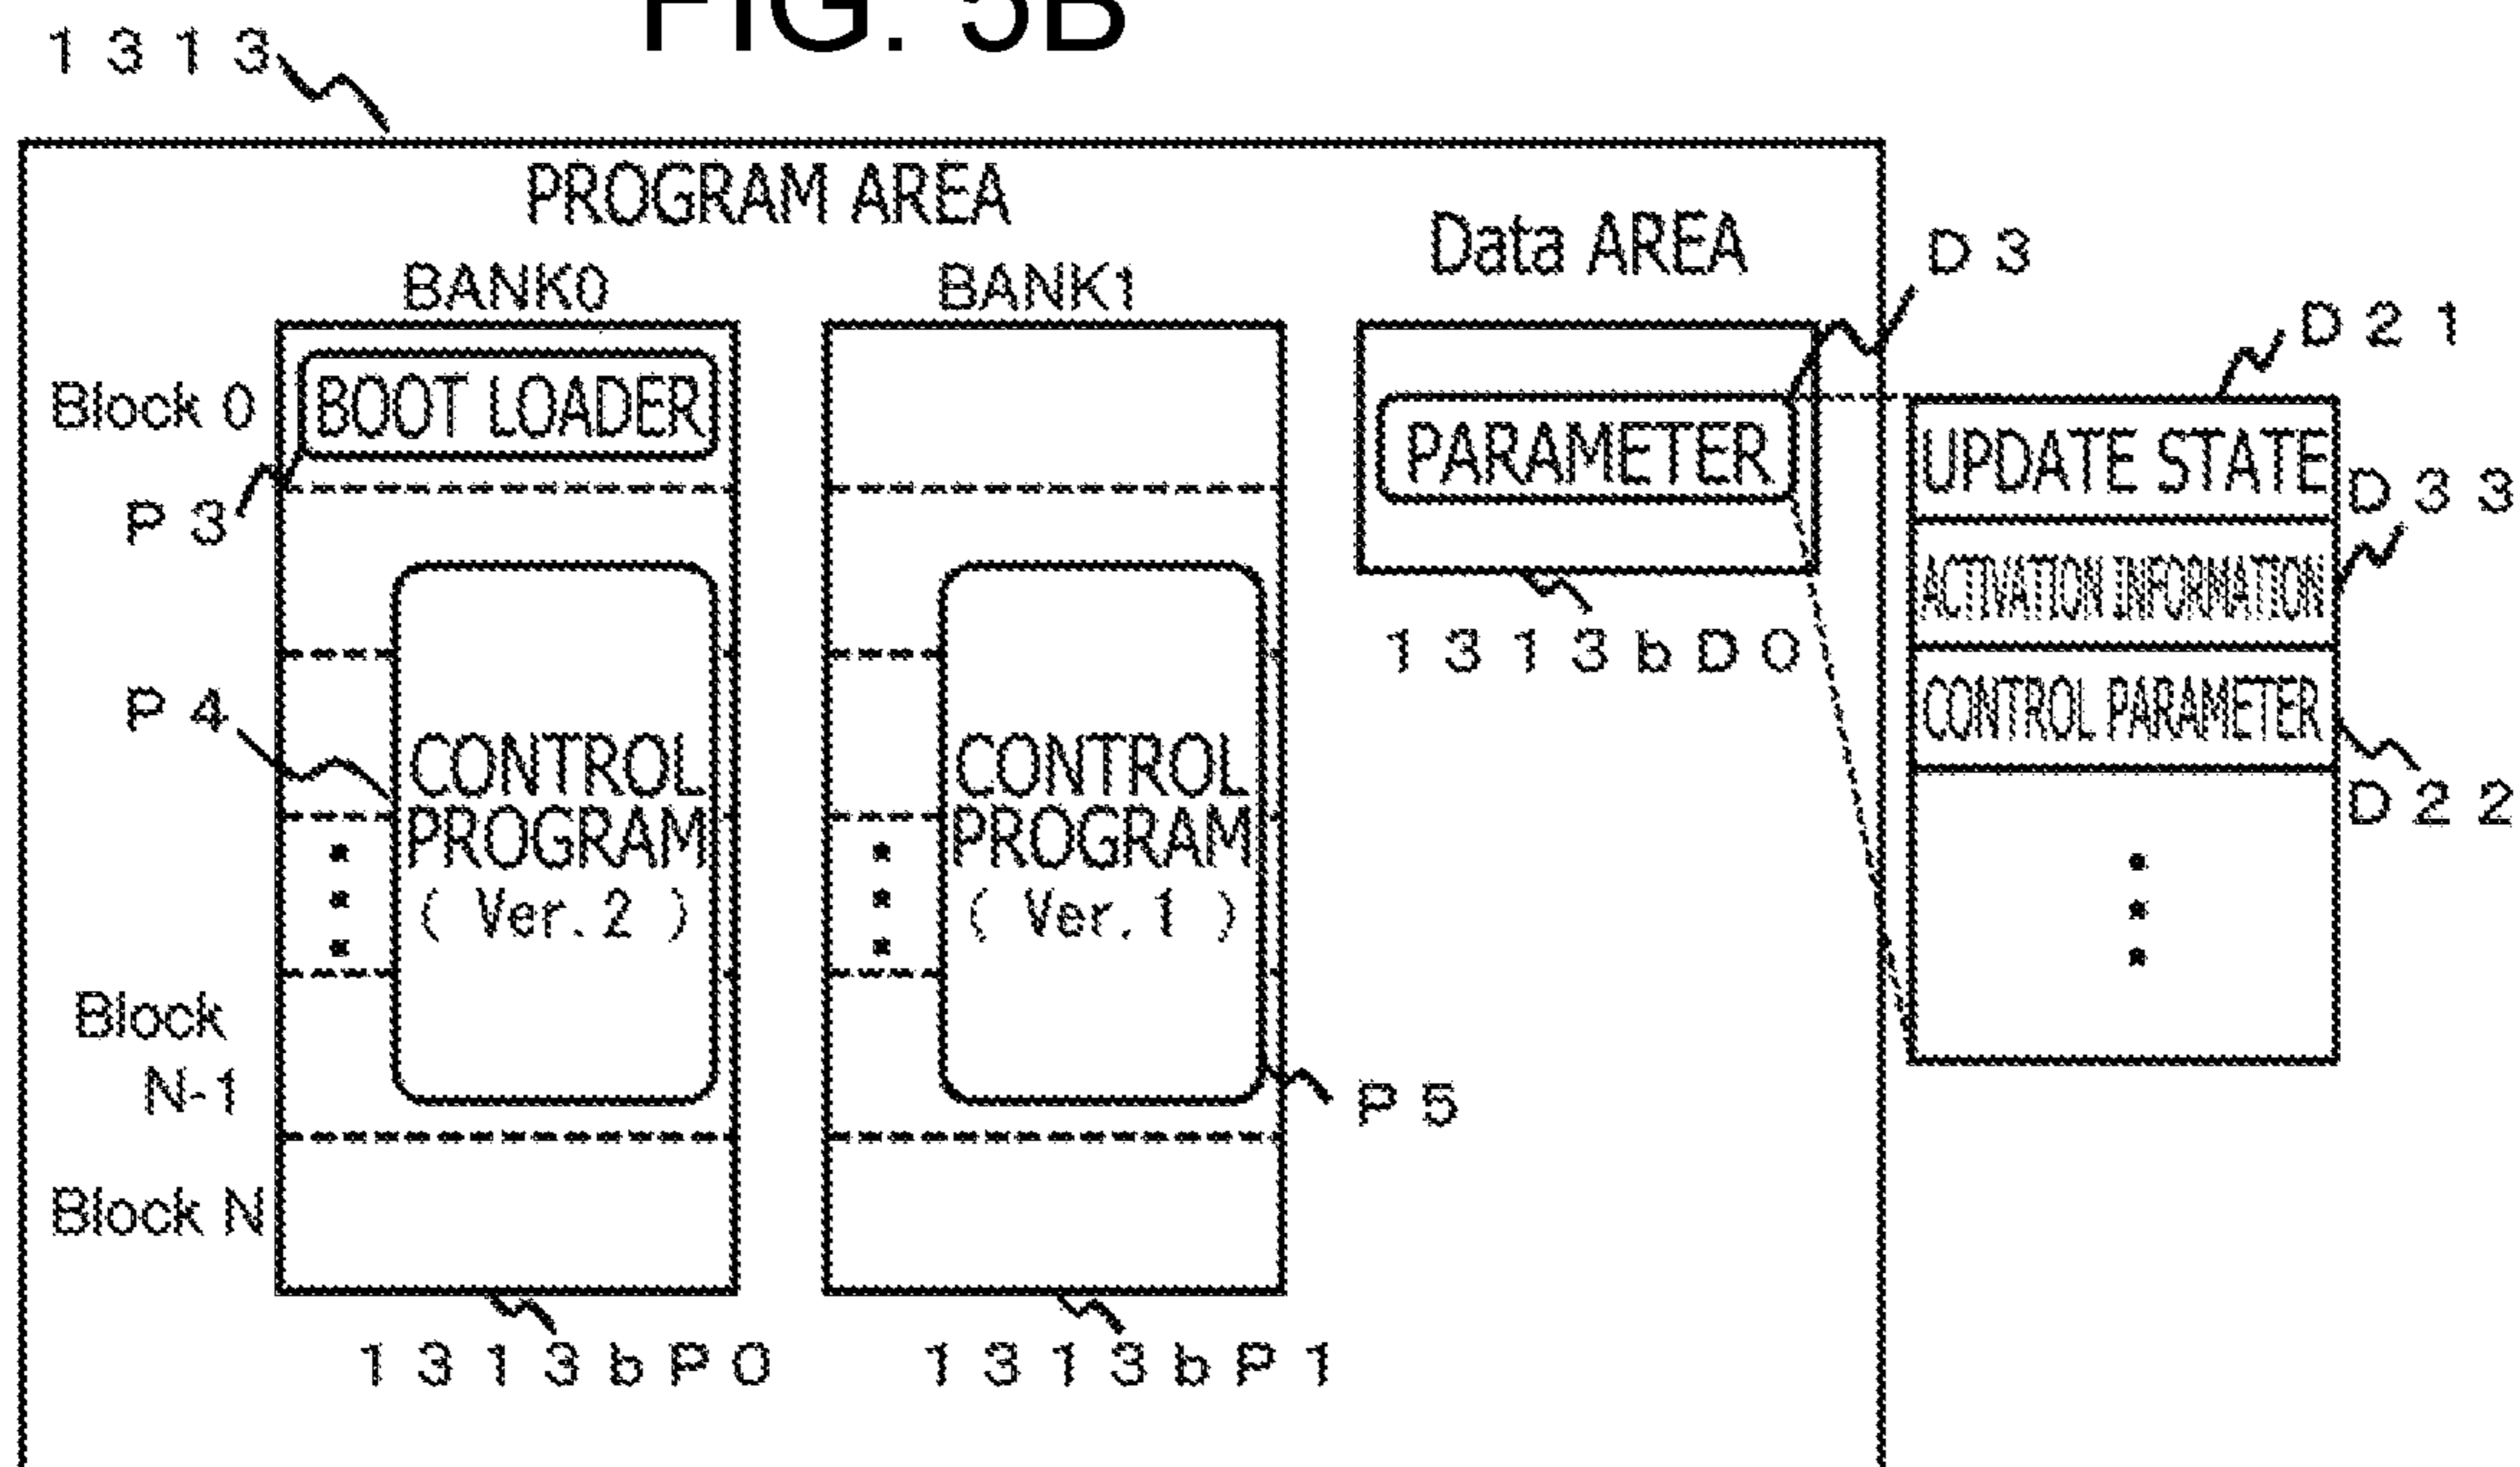 FIG. 5B
1313
PROGRAM AREA
Data AREA
D3
BANK0
BANK1
D21
Block 0
BOOT LOADER
PARAMETER
UPDATE STATE
D33
P3
ACTIVATION INFORMATION
1313bD0
P4
CONTROL PARAMETER
D22
CONTROL
PROGRAM
( Ver.2 )
CONTROL
PROGRAM
( Ver.1 )
Block
N-1
P5
Block N
1313bP0
1313bP1